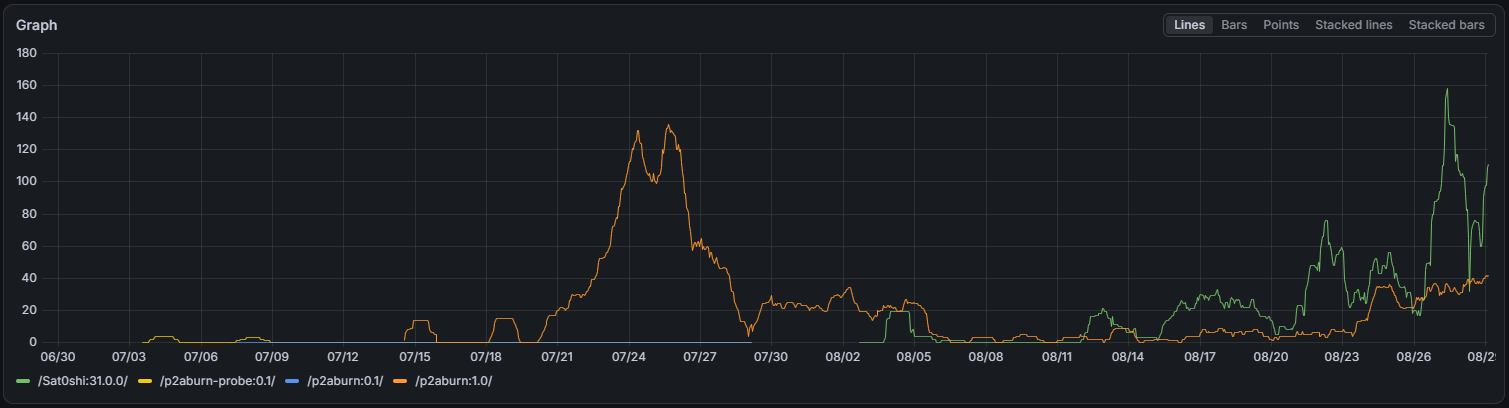 Graph
Lines Bars Points Stacked lines Stacked bars
180
160
140
120
100
80
60
40
20
0
06/30 07/03 07/06 07/09 07/12 07/15 07/18 07/21 07/24 07/27 07/30 08/02 08/05 08/08 08/11 08/14 08/17 08/20 08/23 08/26 08/29
/Sat0shi:31.0.0/ /p2aburn-probe:0.1/ /p2aburn:0.1/ /p2aburn:1.0/